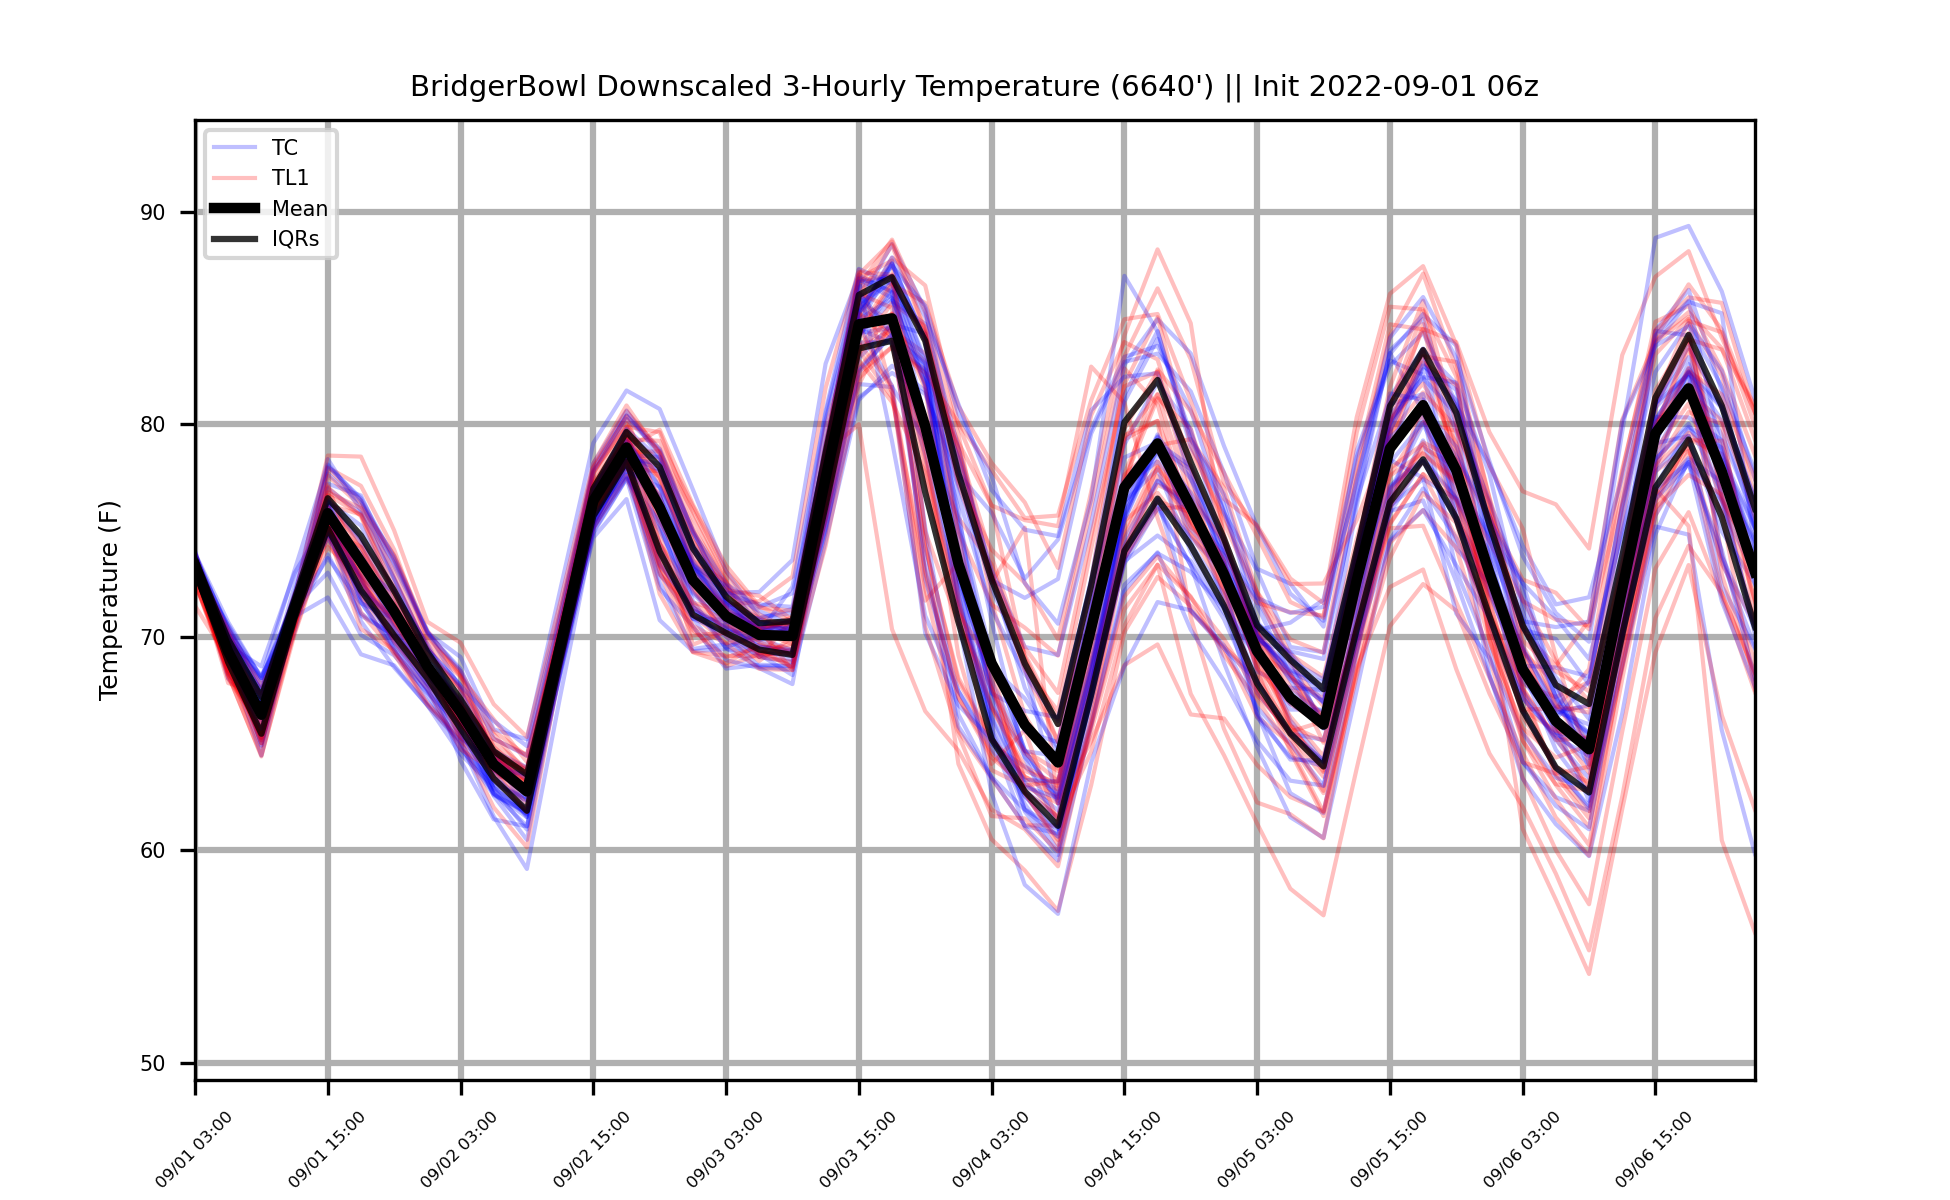 BridgerBowl Downscaled 3-Hourly Temperature (6640') || Init 2022-09-01 06z
TC
TL1
Mean
IQRs
Temperature (F)
90
80
70
60
50
09/01 03:00
09/01 15:00
09/02 03:00
09/02 15:00
09/03 03:00
09/03 15:00
09/04 03:00
09/04 15:00
09/05 03:00
09/05 15:00
09/06 03:00
09/06 15:00